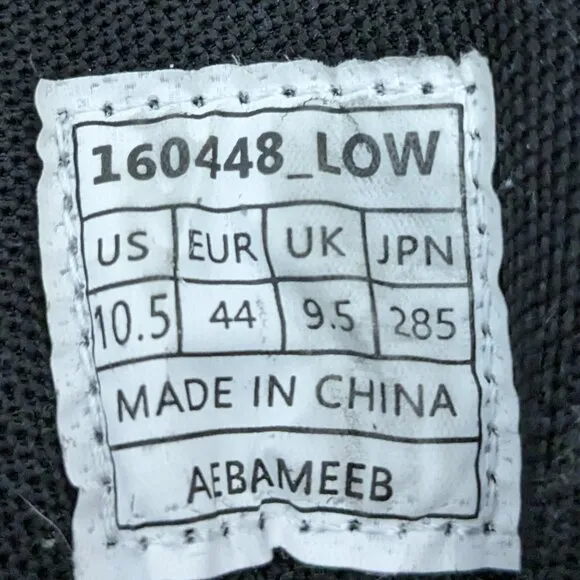 160448_LOW
US EUR UK JPN
10.5 44 9.5 285
MADE IN CHINA
AEBAMEEB